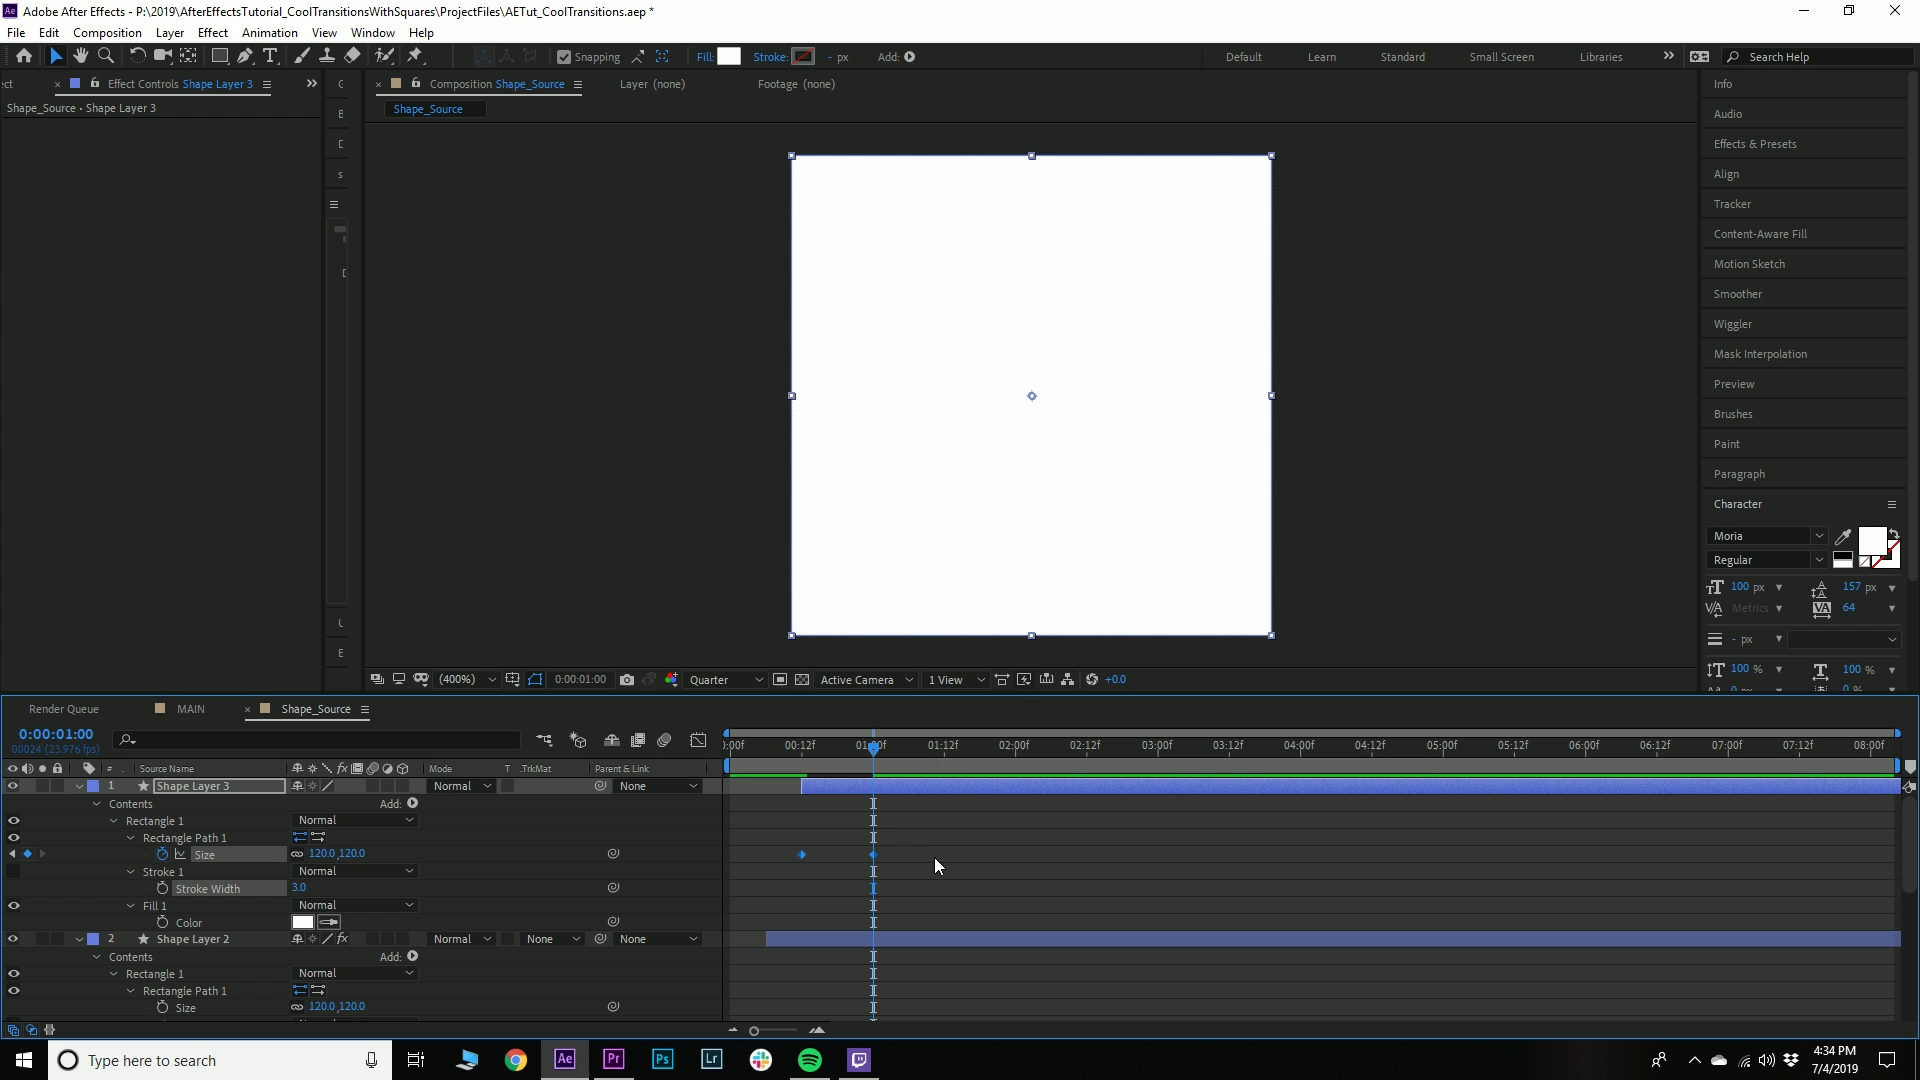 Adobe After Effects - P:\2019\AfterEffectsTutorial_CoolTransitionsWithSquares\ProjectFiles\AETut_CoolTransitions.aep *
File Edit Composition Layer Effect Animation View Window Help
Snapping Fill: Stroke: - px Add: Default Learn Standard Small Screen Libraries Search Help
Effect Controls Shape Layer 3
Composition Shape_Source
Layer (none)
Footage (none)
Shape_Source • Shape Layer 3
Shape_Source
Info
Audio
Effects & Presets
Align
Tracker
Content-Aware Fill
Motion Sketch
Smoother
Wiggler
Mask Interpolation
Preview
Brushes
Paint
Paragraph
Character
Moria
Regular
100 px 157 px
Metrics 64
- px
100 % 100 %
0 px 0 %
(400%) 0:00:01:00 Quarter Active Camera 1 View +0.0
Render Queue MAIN Shape_Source
0:00:01:00
00024 (23.976 fps)
:00f 00:12f 01:00f 01:12f 02:00f 02:12f 03:00f 03:12f 04:00f 04:12f 05:00f 05:12f 06:00f 06:12f 07:00f 07:12f 08:00f
# Source Name Mode T .TrkMat Parent & Link
1 Shape Layer 3 Normal None
Contents Add:
Rectangle 1 Normal
Rectangle Path 1
Size 120.0,120.0
Stroke 1 Normal
Stroke Width 3.0
Fill 1 Normal
Color
2 Shape Layer 2 Normal None None
Contents Add:
Rectangle 1 Normal
Rectangle Path 1
Size 120.0,120.0
Type here to search
Ae Pr Ps Lr
4:34 PM
7/4/2019